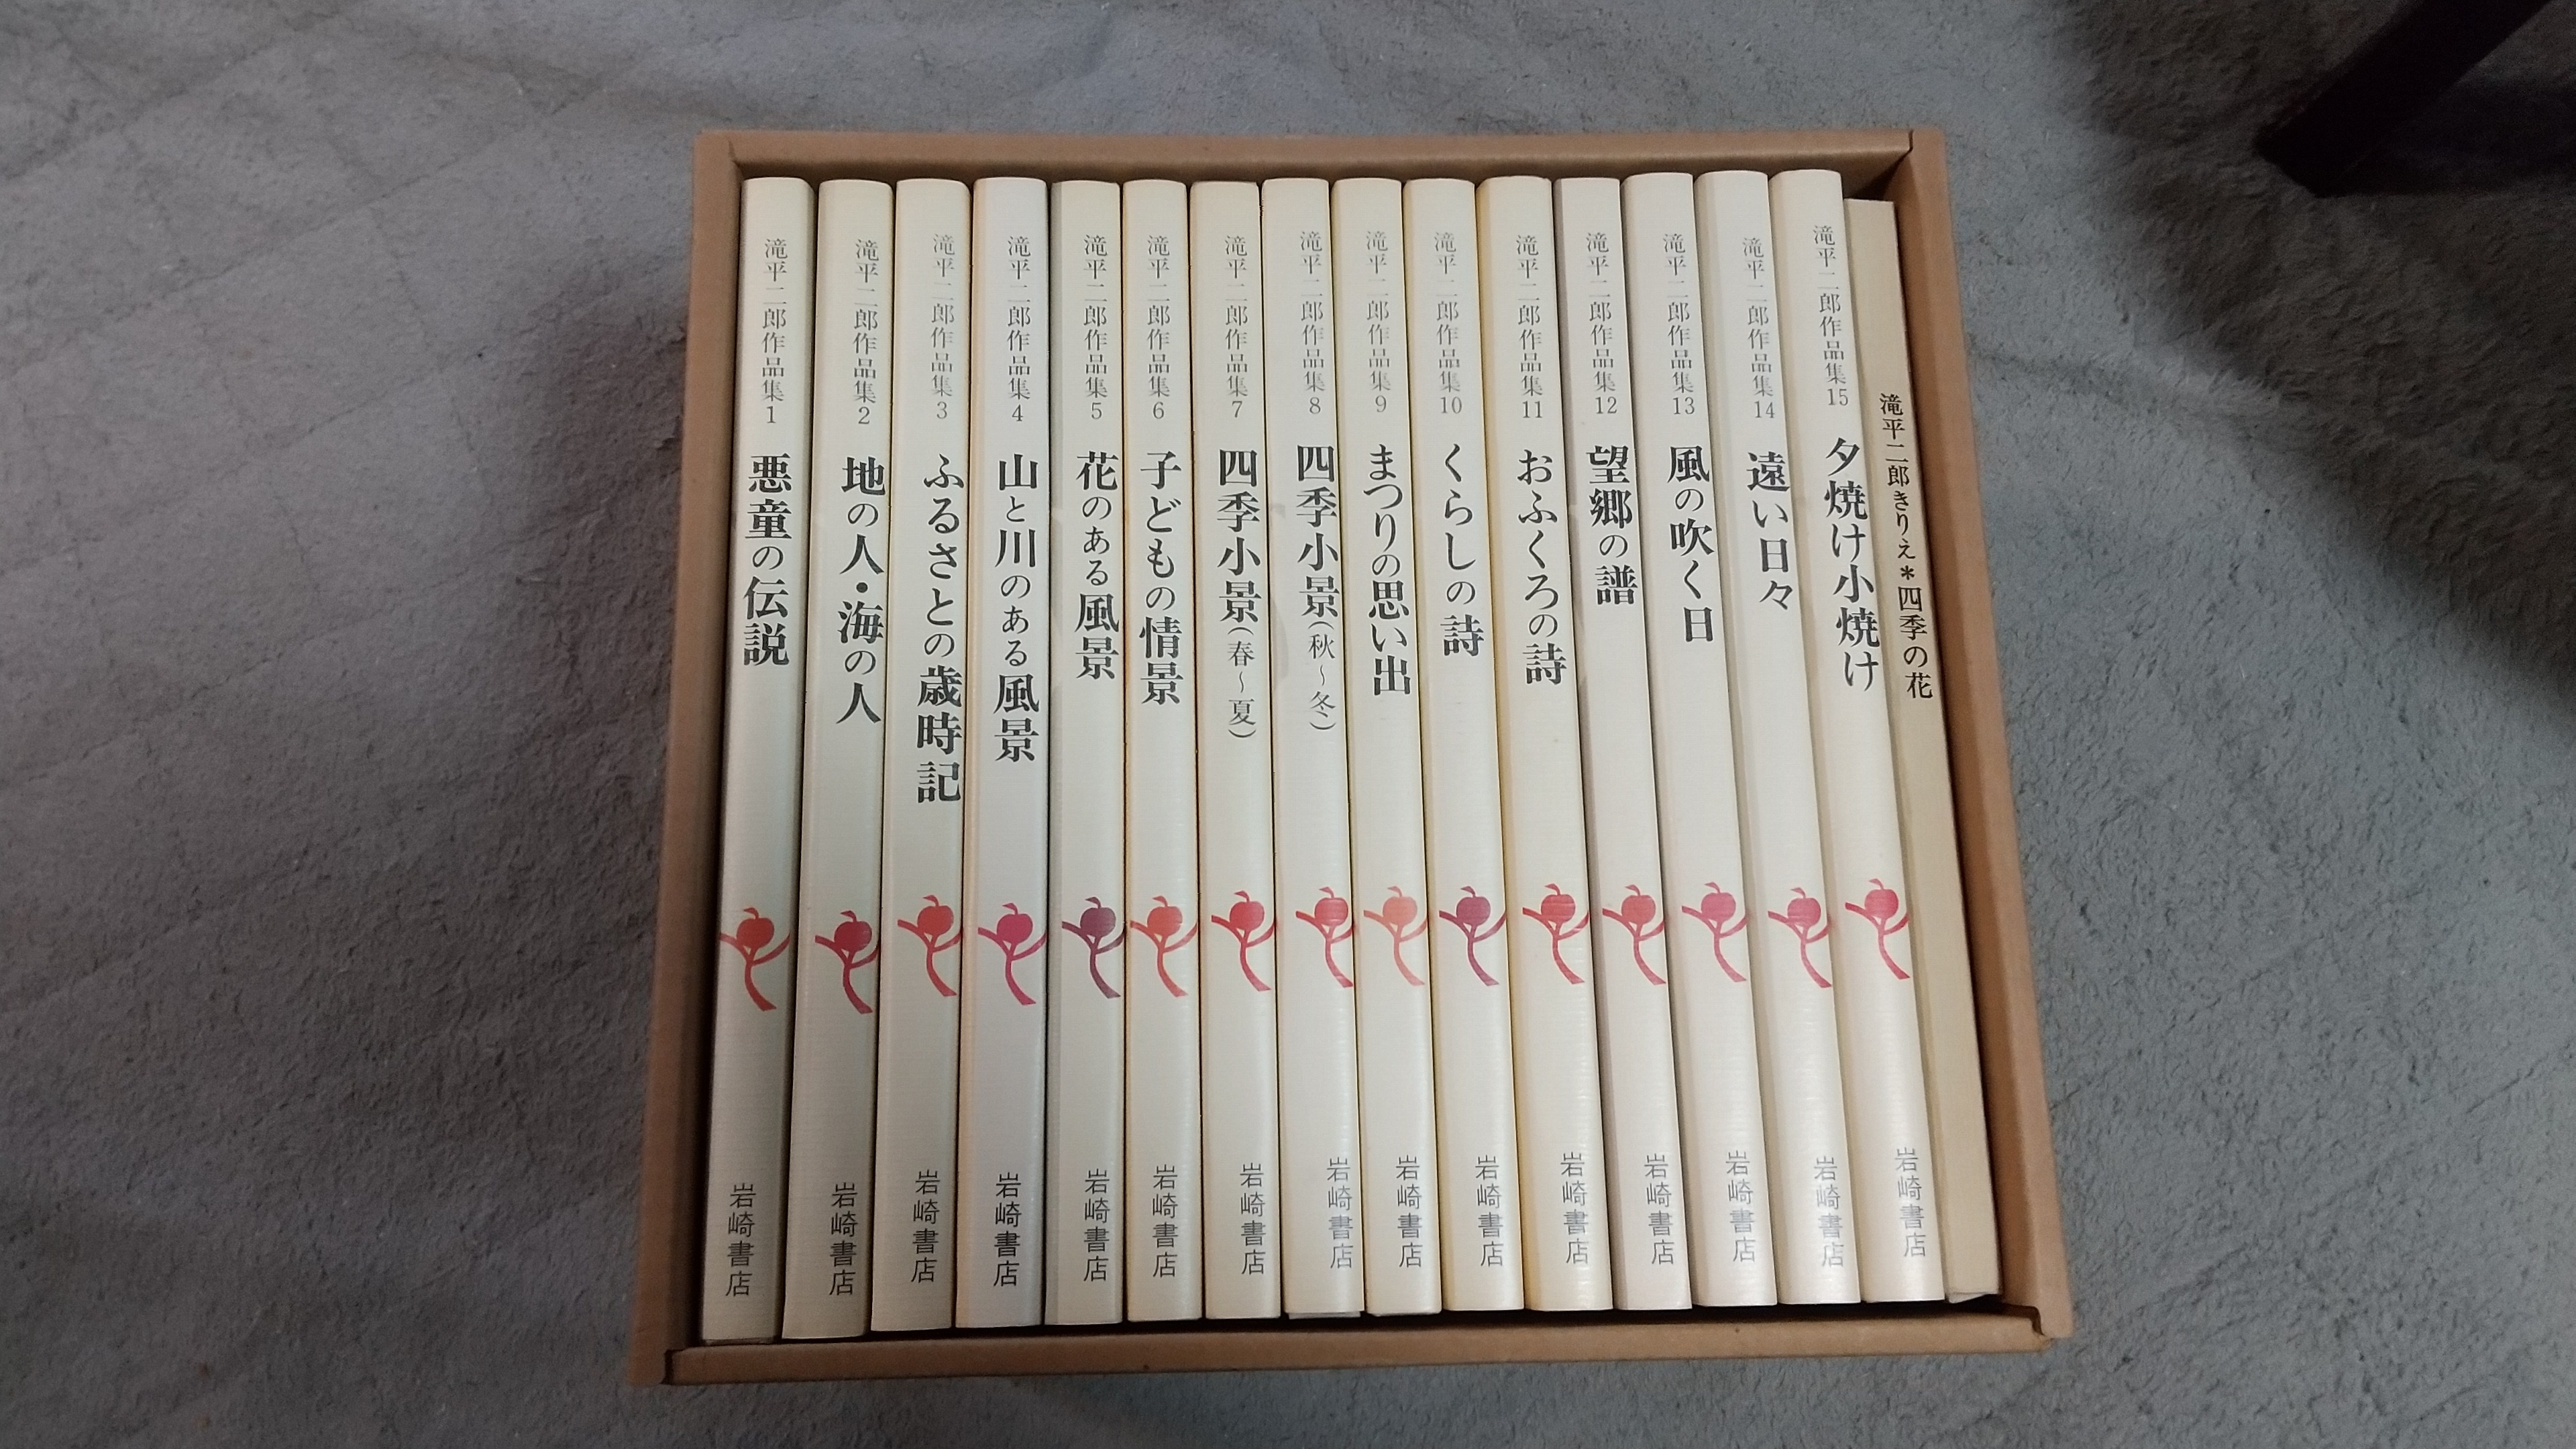 滝平二郎作品集1 悪童の伝説 岩崎書店
滝平二郎作品集2 地の人・海の人 岩崎書店
滝平二郎作品集3 ふるさとの歳時記 岩崎書店
滝平二郎作品集4 山と川のある風景 岩崎書店
滝平二郎作品集5 花のある風景 岩崎書店
滝平二郎作品集6 子どもの情景 岩崎書店
滝平二郎作品集7 四季小景(春～夏) 岩崎書店
滝平二郎作品集8 四季小景(秋～冬) 岩崎書店
滝平二郎作品集9 まつりの思い出 岩崎書店
滝平二郎作品集10 くらしの詩 岩崎書店
滝平二郎作品集11 おふくろの詩 岩崎書店
滝平二郎作品集12 望郷の譜 岩崎書店
滝平二郎作品集13 風の吹く日 岩崎書店
滝平二郎作品集14 遠い日々 岩崎書店
滝平二郎作品集15 夕焼け小焼け 岩崎書店
滝平二郎きりえ＊四季の花